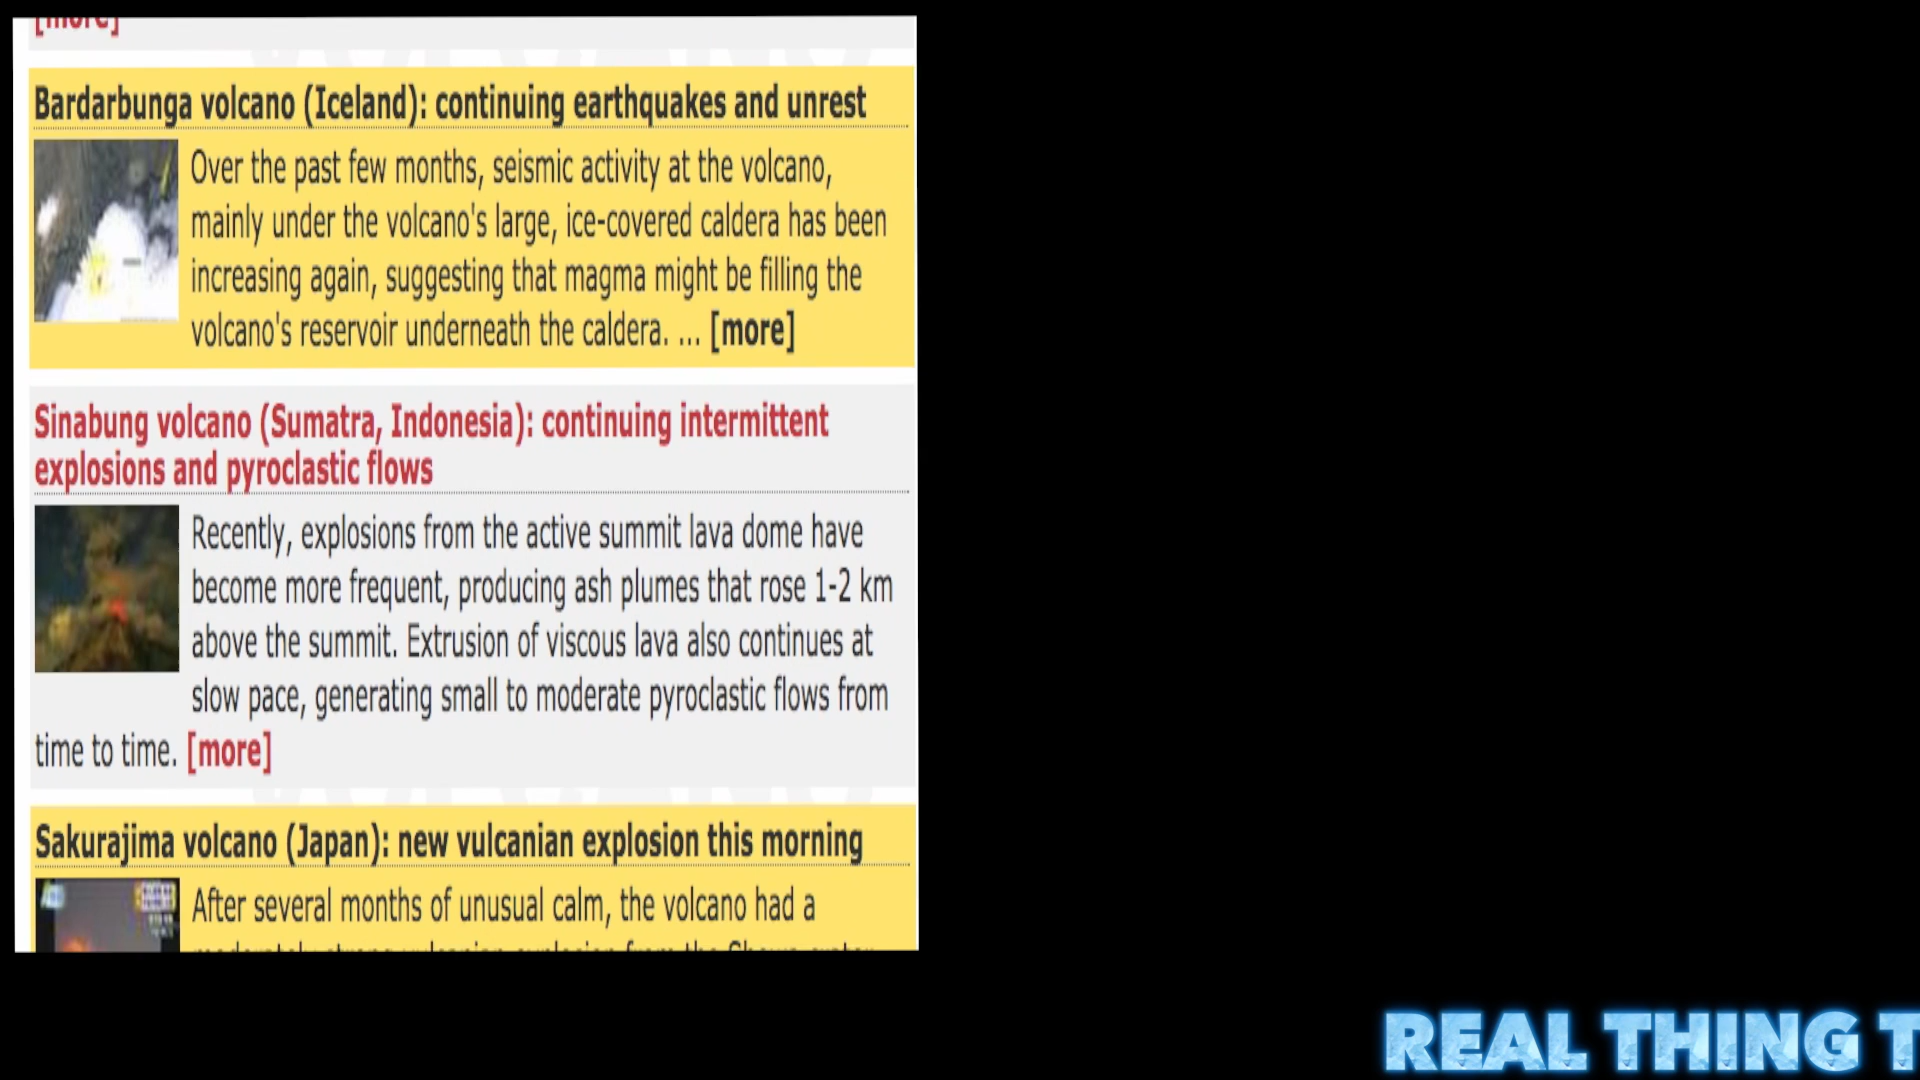 [more]
Bardarbunga volcano (Iceland): continuing earthquakes and unrest
Over the past few months, seismic activity at the volcano,
mainly under the volcano's large, ice-covered caldera has been
increasing again, suggesting that magma might be filling the
volcano's reservoir underneath the caldera. ... [more]
Sinabung volcano (Sumatra, Indonesia): continuing intermittent
explosions and pyroclastic flows
Recently, explosions from the active summit lava dome have
become more frequent, producing ash plumes that rose 1-2 km
above the summit. Extrusion of viscous lava also continues at
slow pace, generating small to moderate pyroclastic flows from
time to time. [more]
Sakurajima volcano (Japan): new vulcanian explosion this morning
After several months of unusual calm, the volcano had a
REAL THING T